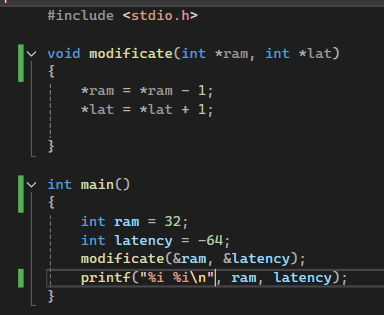 #include <stdio.h>
void modificate(int *ram, int *lat)
{
*ram = *ram - 1;
*lat = *lat + 1;
}
int main()
{
int ram = 32;
int latency = -64;
modificate(&ram, &latency);
printf("%i %i\n", ram, latency);
}